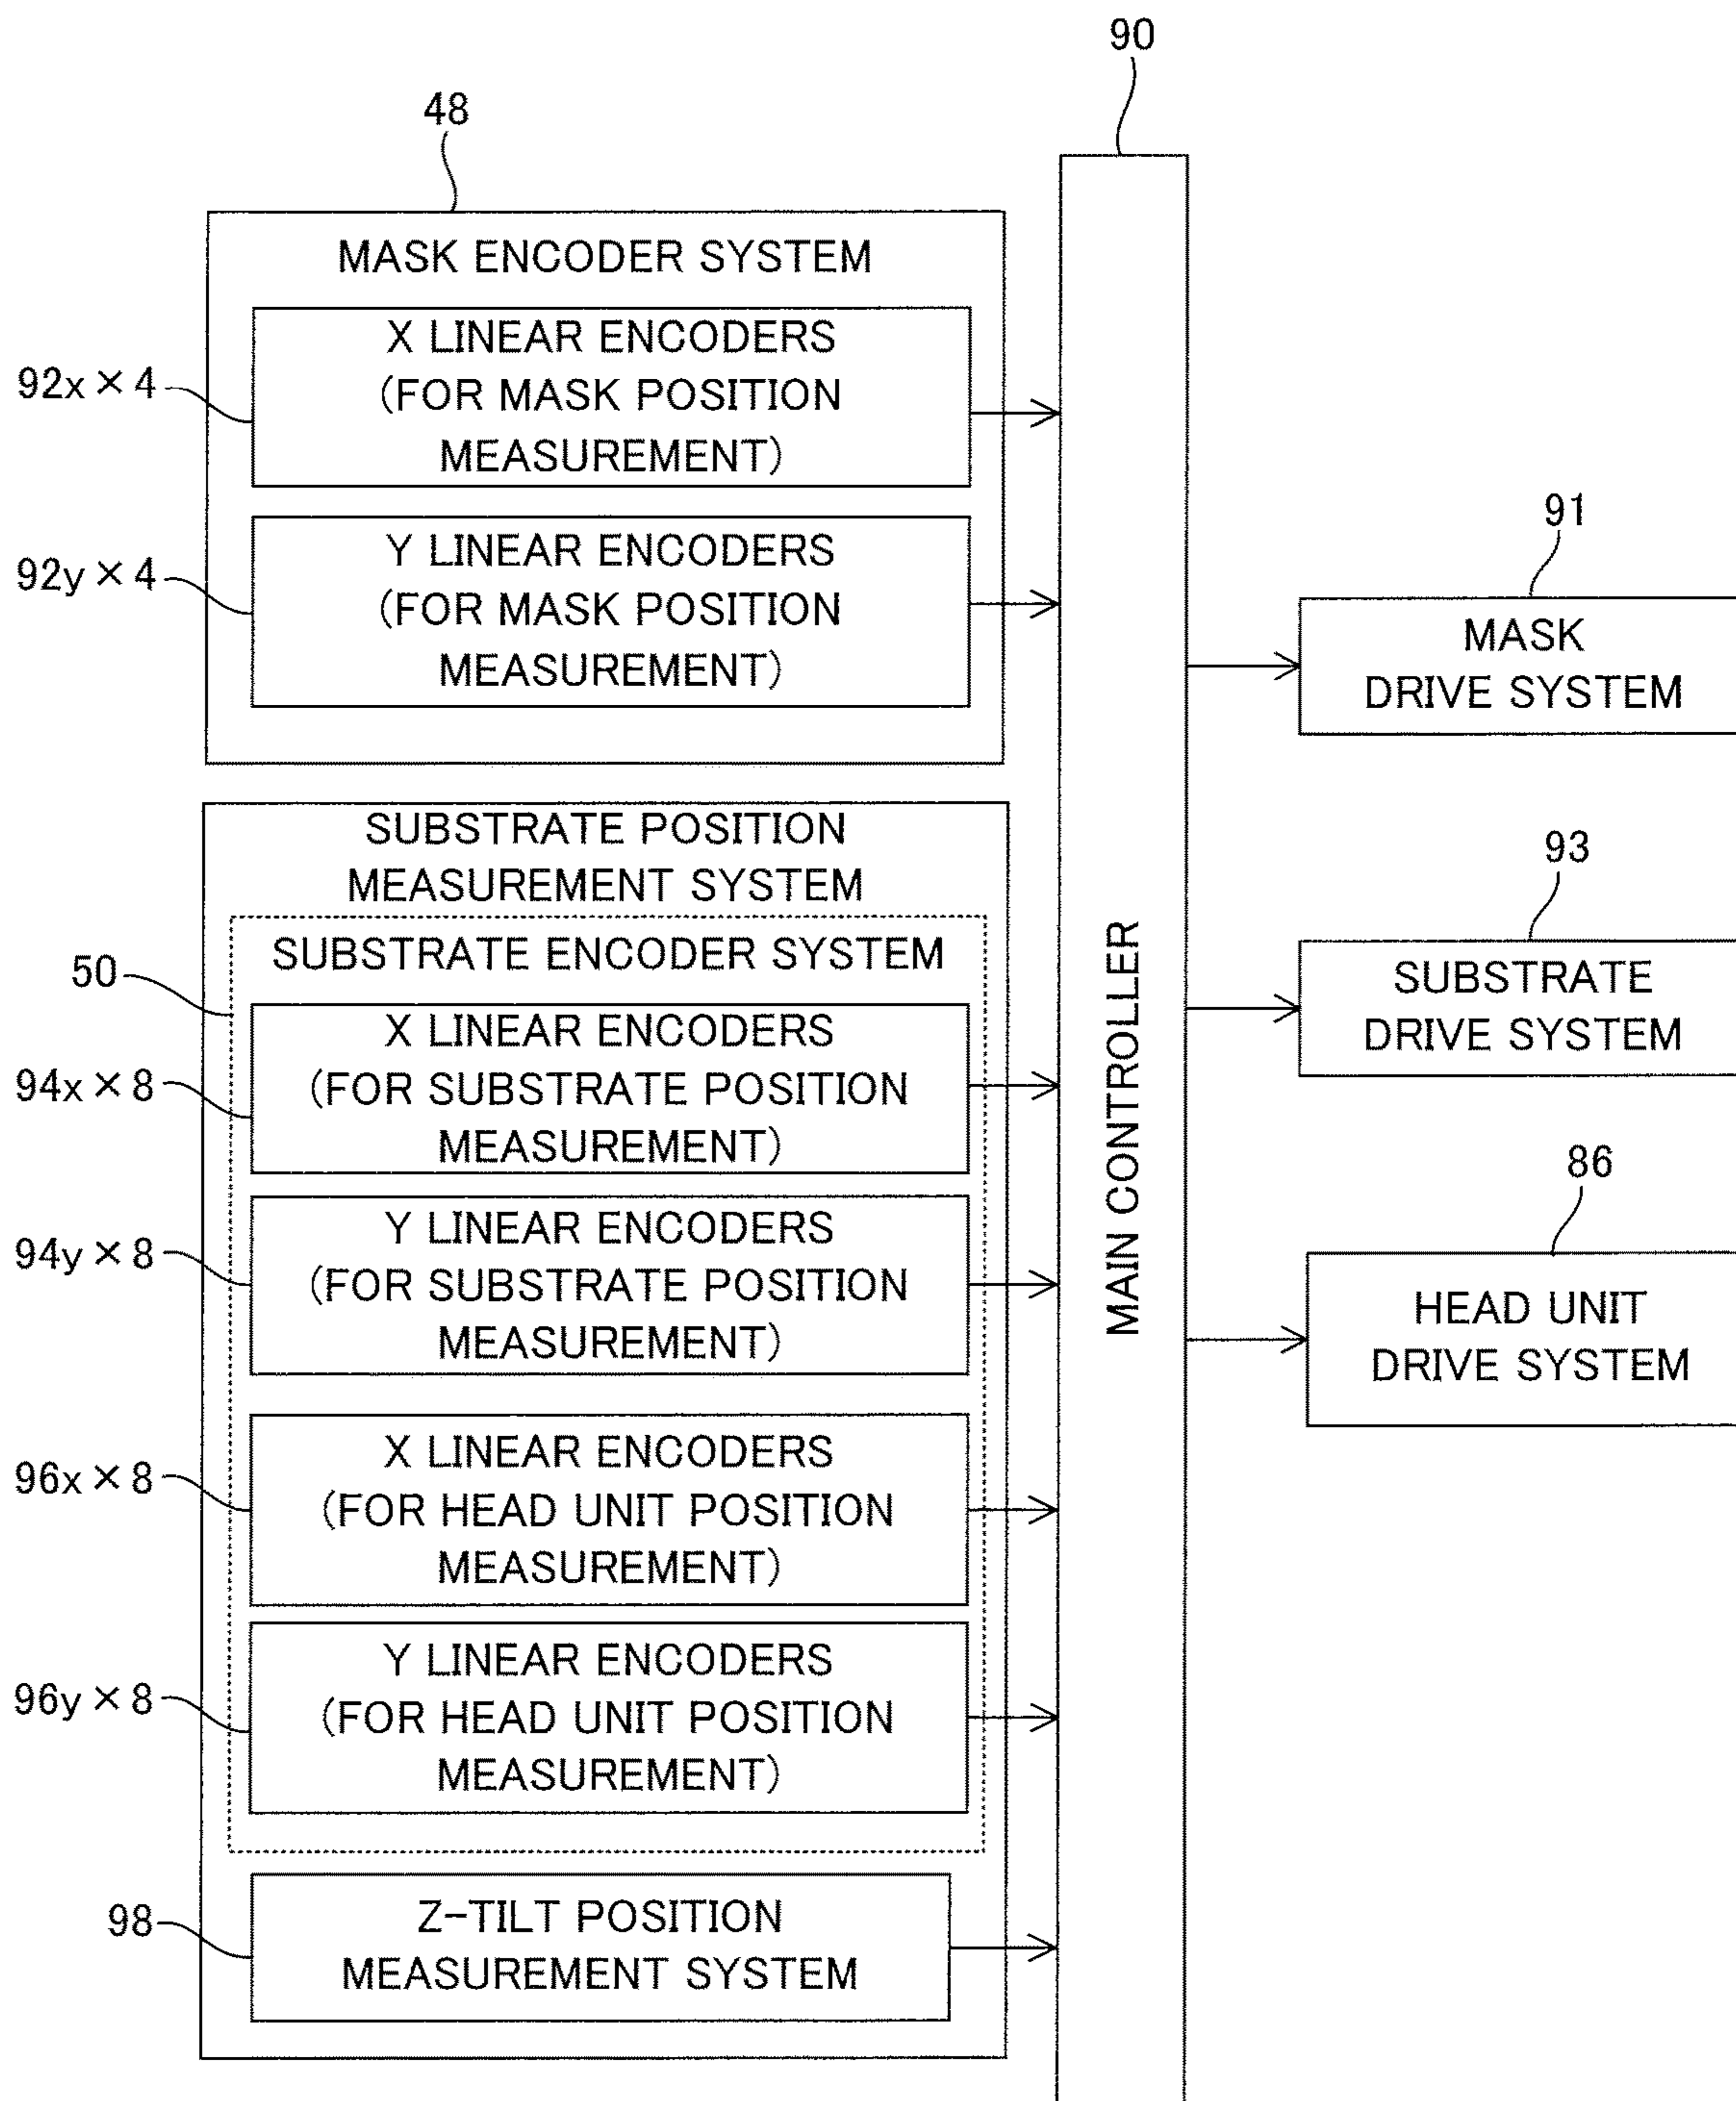 90
48
MASK ENCODER SYSTEM
X LINEAR ENCODERS
(FOR MASK POSITION
MEASUREMENT)
92x × 4
Y LINEAR ENCODERS
(FOR MASK POSITION
MEASUREMENT)
92y × 4
SUBSTRATE POSITION
MEASUREMENT SYSTEM
SUBSTRATE ENCODER SYSTEM
50
X LINEAR ENCODERS
(FOR SUBSTRATE POSITION
MEASUREMENT)
94x × 8
Y LINEAR ENCODERS
(FOR SUBSTRATE POSITION
MEASUREMENT)
94y × 8
X LINEAR ENCODERS
(FOR HEAD UNIT POSITION
MEASUREMENT)
96x × 8
Y LINEAR ENCODERS
(FOR HEAD UNIT POSITION
MEASUREMENT)
96y × 8
Z-TILT POSITION
MEASUREMENT SYSTEM
98
MAIN CONTROLLER
91
MASK
DRIVE SYSTEM
93
SUBSTRATE
DRIVE SYSTEM
86
HEAD UNIT
DRIVE SYSTEM